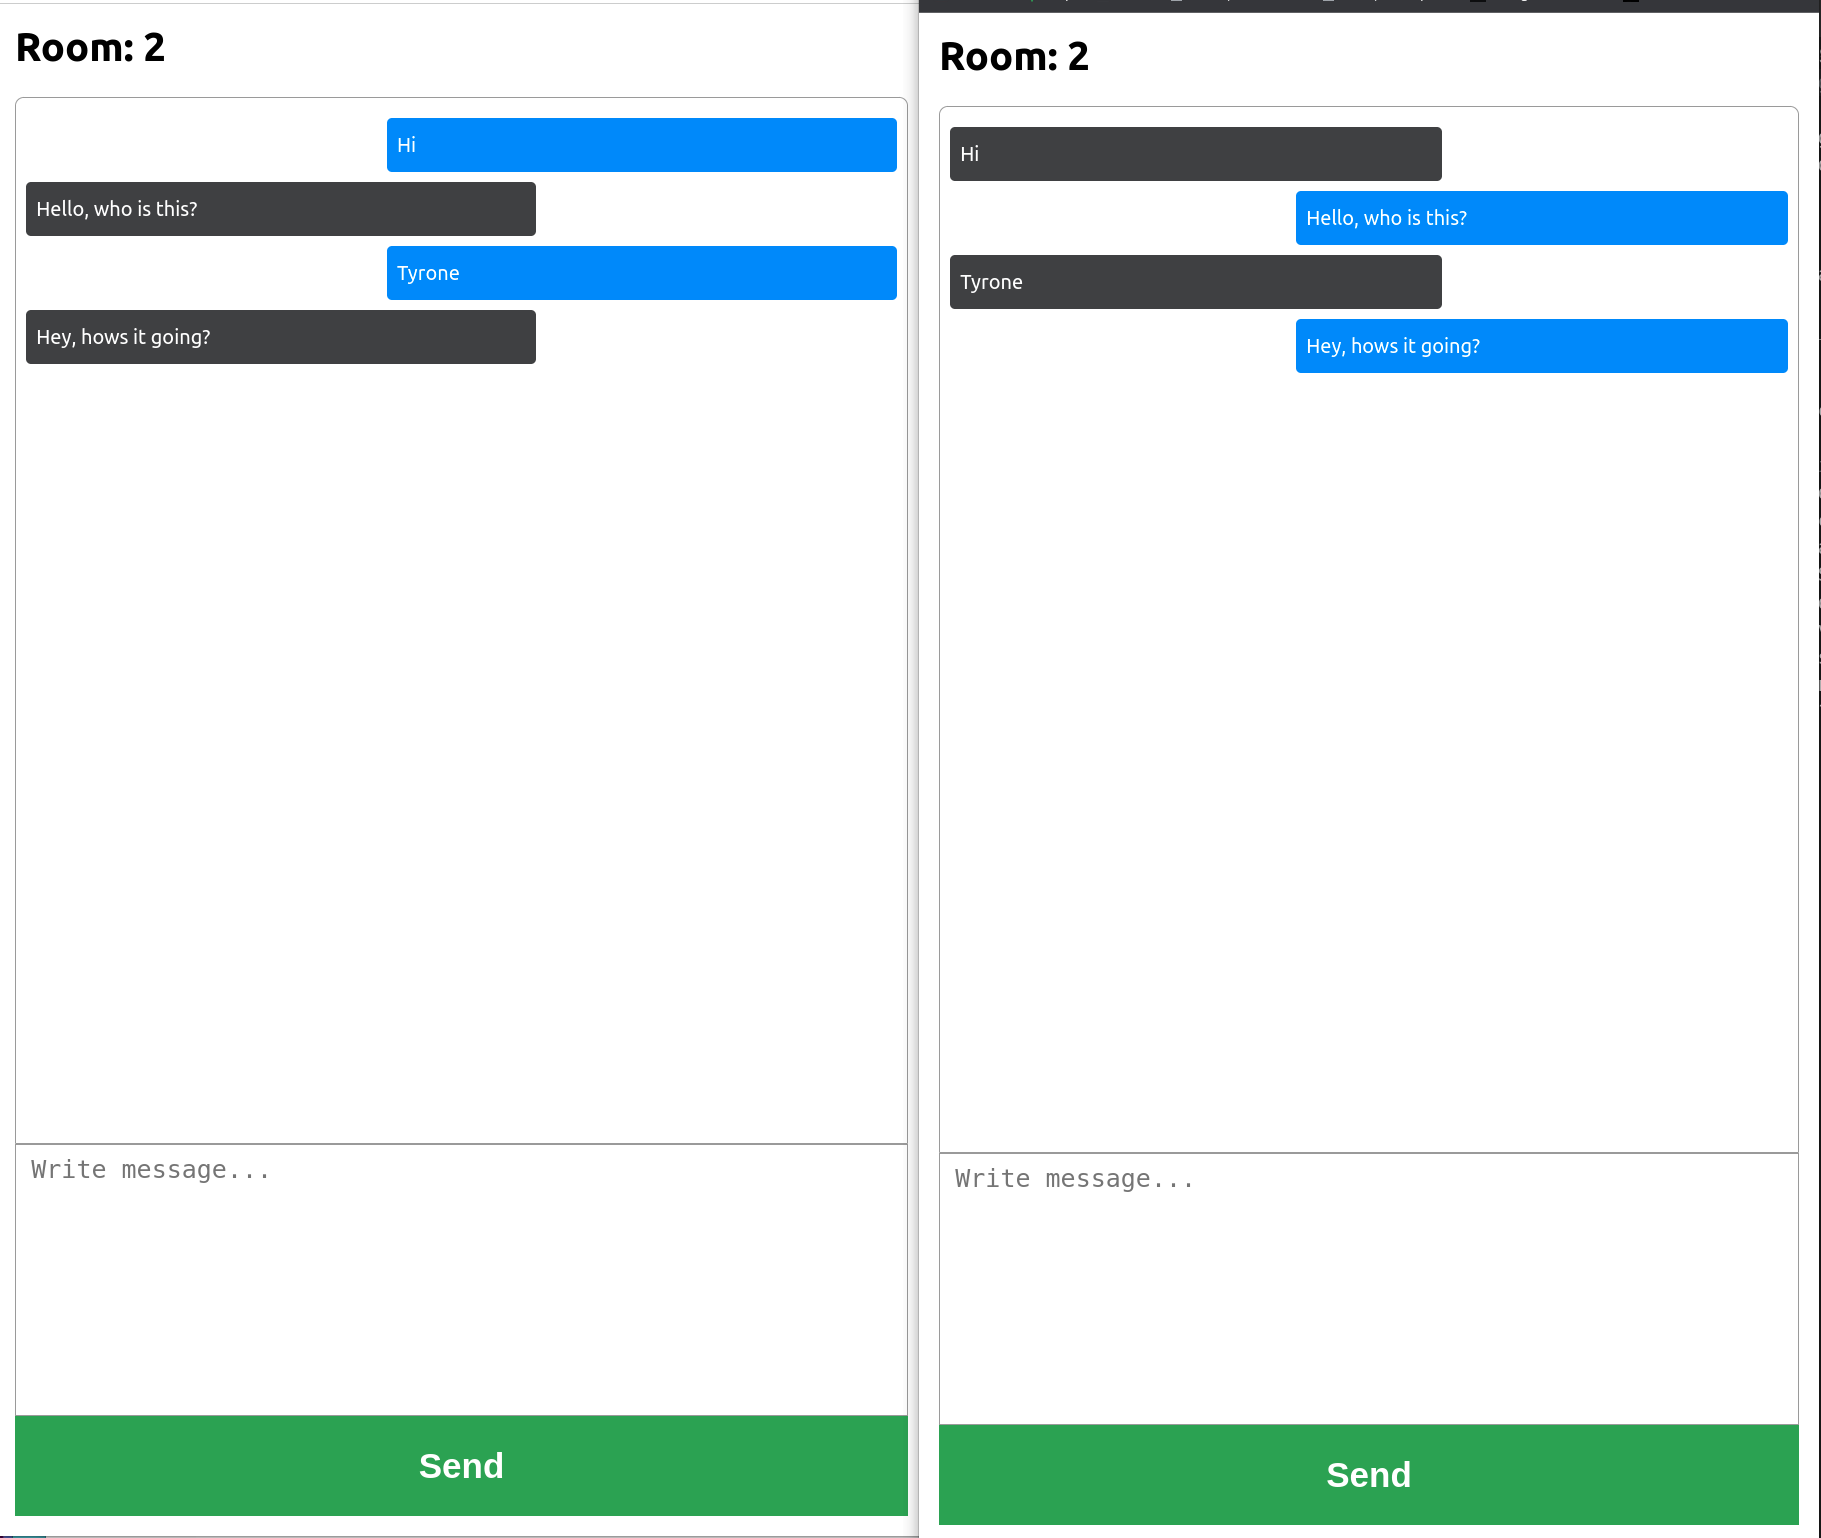 Room: 2
Hi
Hello, who is this?
Tyrone
Hey, hows it going?
Write message...
Send
Room: 2
Hi
Hello, who is this?
Tyrone
Hey, hows it going?
Write message...
Send